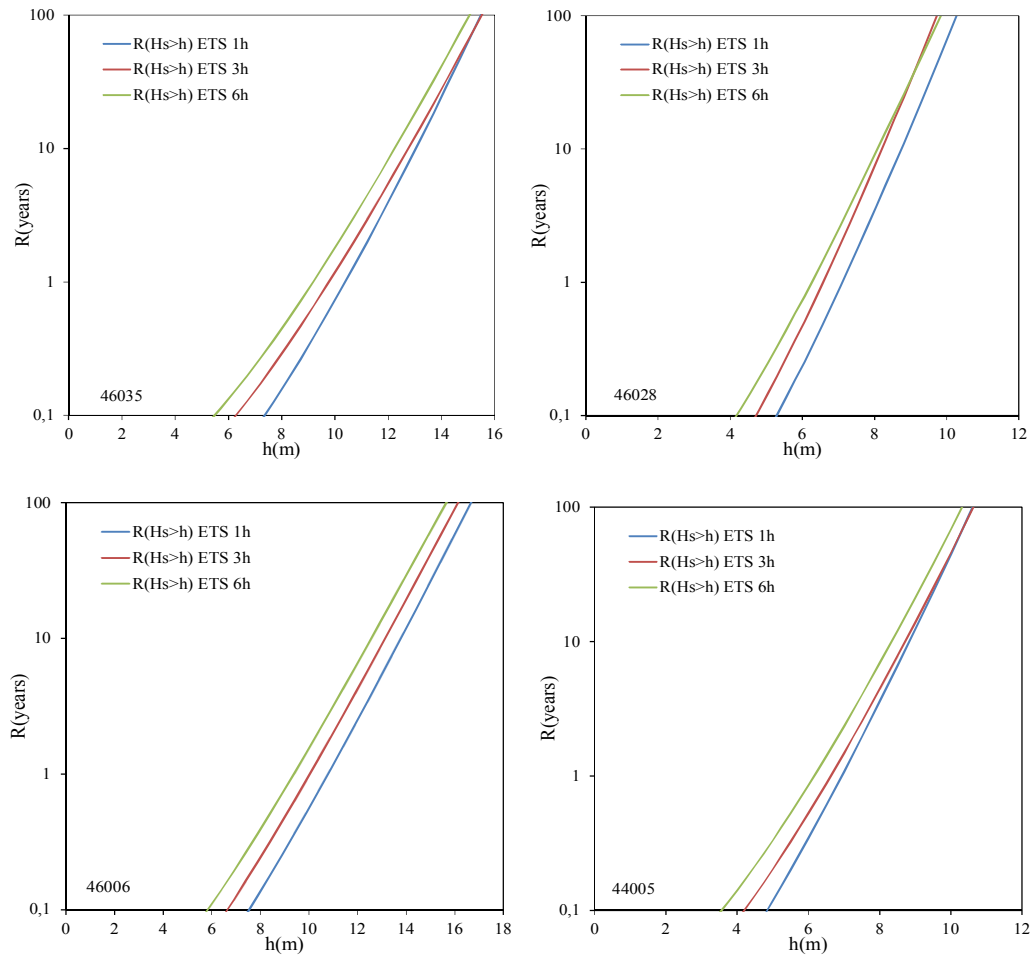 100
10
1
0,1
R(years)
R(Hs>h) ETS 1h
R(Hs>h) ETS 3h
R(Hs>h) ETS 6h
46035
0 2 4 6 8 10 12 14 16
h(m)
100
10
1
0,1
R(years)
R(Hs>h) ETS 1h
R(Hs>h) ETS 3h
R(Hs>h) ETS 6h
46028
0 2 4 6 8 10 12
h(m)
100
10
1
0,1
R(years)
R(Hs>h) ETS 1h
R(Hs>h) ETS 3h
R(Hs>h) ETS 6h
46006
0 2 4 6 8 10 12 14 16 18
h(m)
100
10
1
0,1
R(years)
R(Hs>h) ETS 1h
R(Hs>h) ETS 3h
R(Hs>h) ETS 6h
44005
0 2 4 6 8 10 12
h(m)